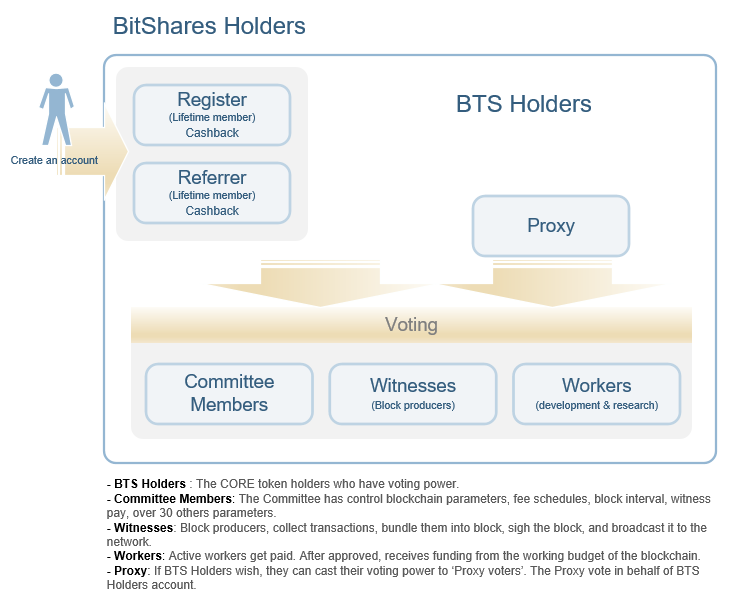 BitShares Holders
Register
(Lifetime member)
Cashback
BTS Holders
Create an account
Referrer
(Lifetime member)
Cashback
Proxy
Voting
Committee
Members
Witnesses
(Block producers)
Workers
(development & research)
- BTS Holders : The CORE token holders who have voting power.
- Committee Members: The Committee has control blockchain parameters, fee schedules, block interval, witness
pay, over 30 others parameters.
- Witnesses: Block producers, collect transactions, bundle them into block, sigh the block, and broadcast it to the
network.
- Workers: Active workers get paid. After approved, receives funding from the working budget of the blockchain.
- Proxy: If BTS Holders wish, they can cast their voting power to ‘Proxy voters’. The Proxy vote in behalf of BTS
Holders account.